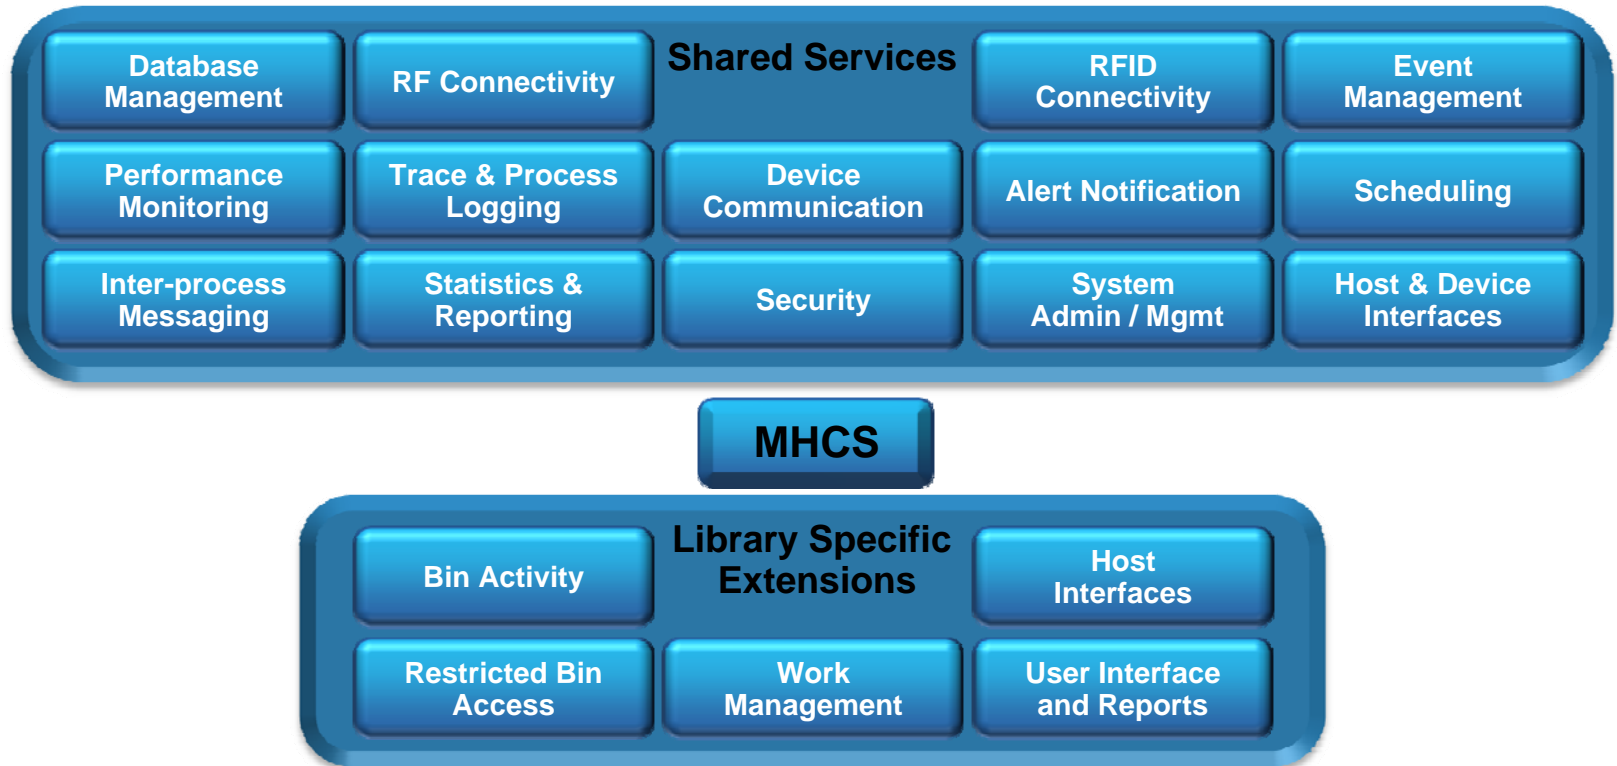 Shared Services
Database
Management
RF Connectivity
RFID
Connectivity
Event
Management
Performance
Monitoring
Trace & Process
Logging
Device
Communication
Alert Notification
Scheduling
Inter-process
Messaging
Statistics &
Reporting
Security
System
Admin / Mgmt
Host & Device
Interfaces
MHCS
Library Specific
Extensions
Bin Activity
Host
Interfaces
Restricted Bin
Access
Work
Management
User Interface
and Reports